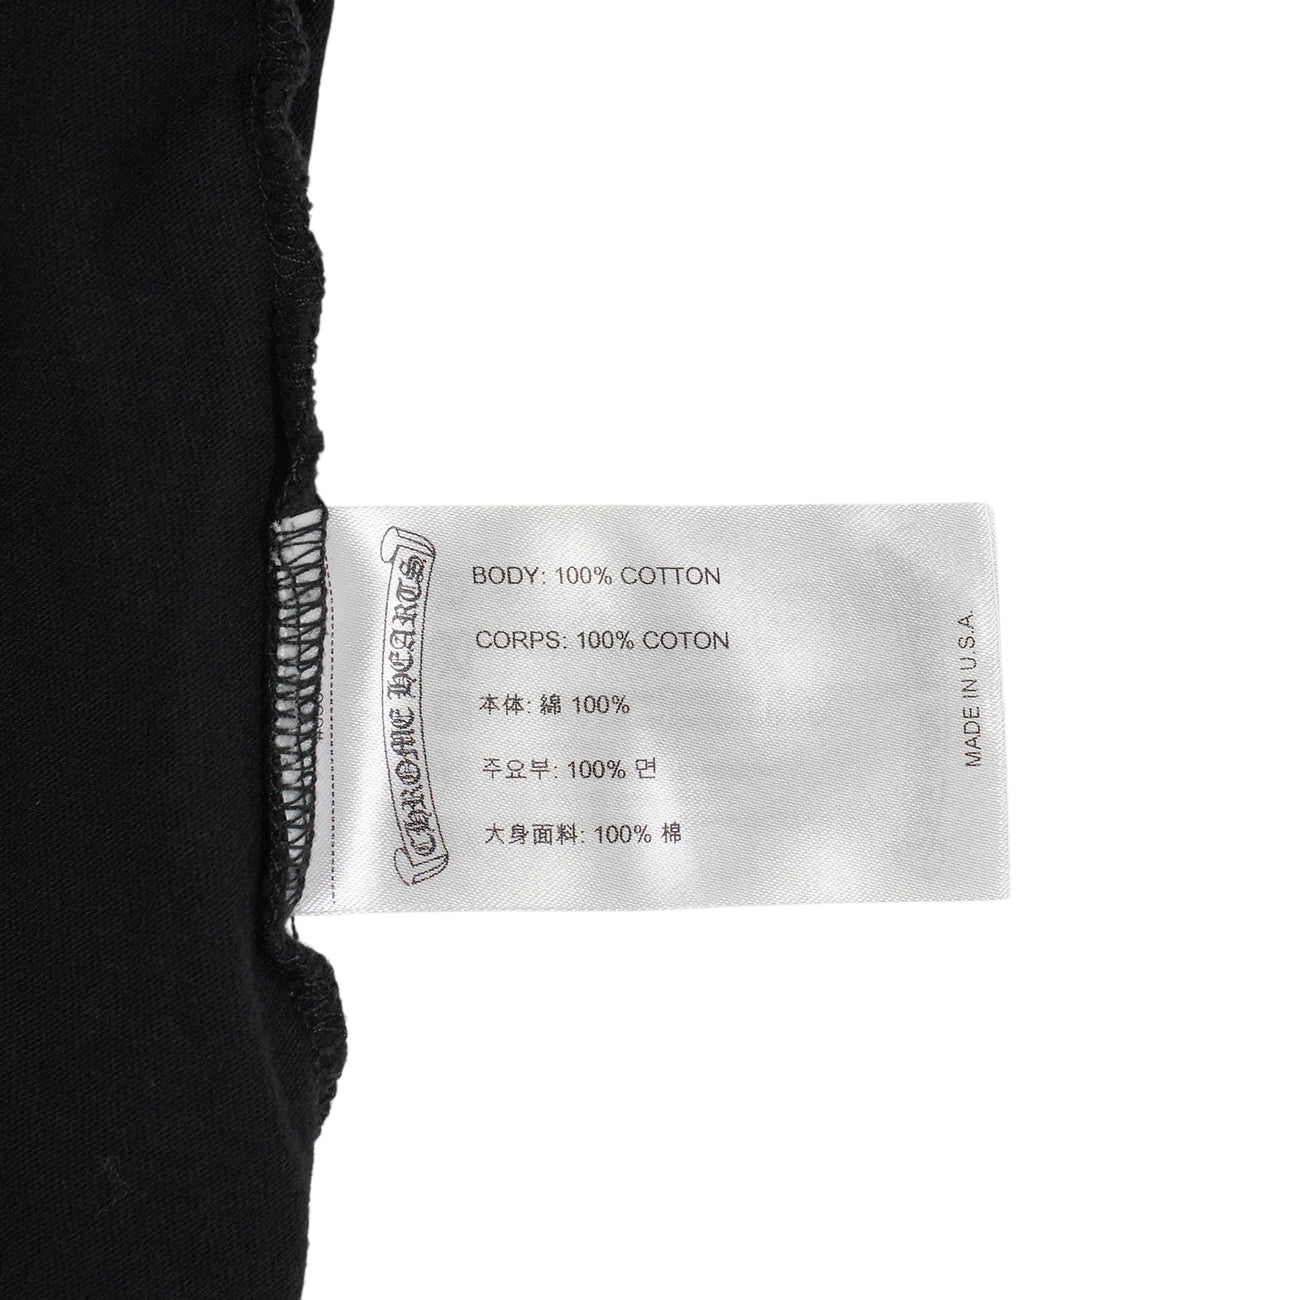 CHROME HEARTS
BODY: 100% COTTON
CORPS: 100% COTON
本体: 綿 100%
주요부: 100% 면
大身面料: 100% 棉
MADE IN U.S.A.